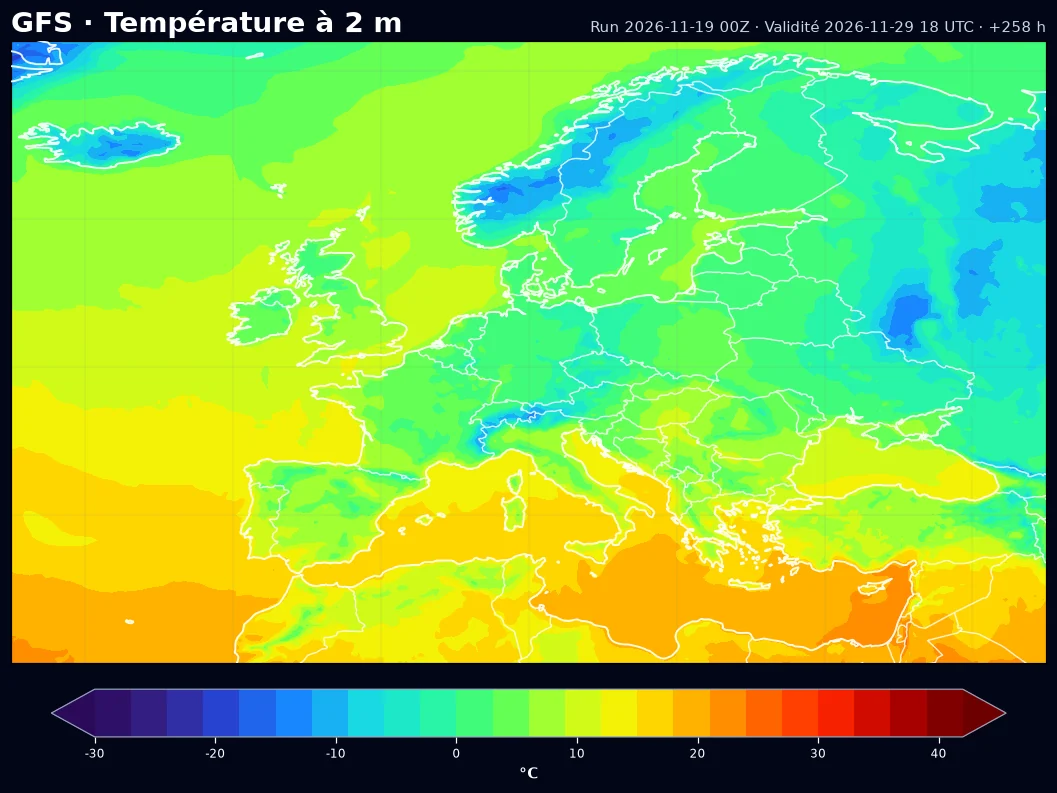 GFS · Température à 2 m
Run 2026-11-19 00Z · Validité 2026-11-29 18 UTC · +258 h
-30 -20 -10 0 10 20 30 40
°C